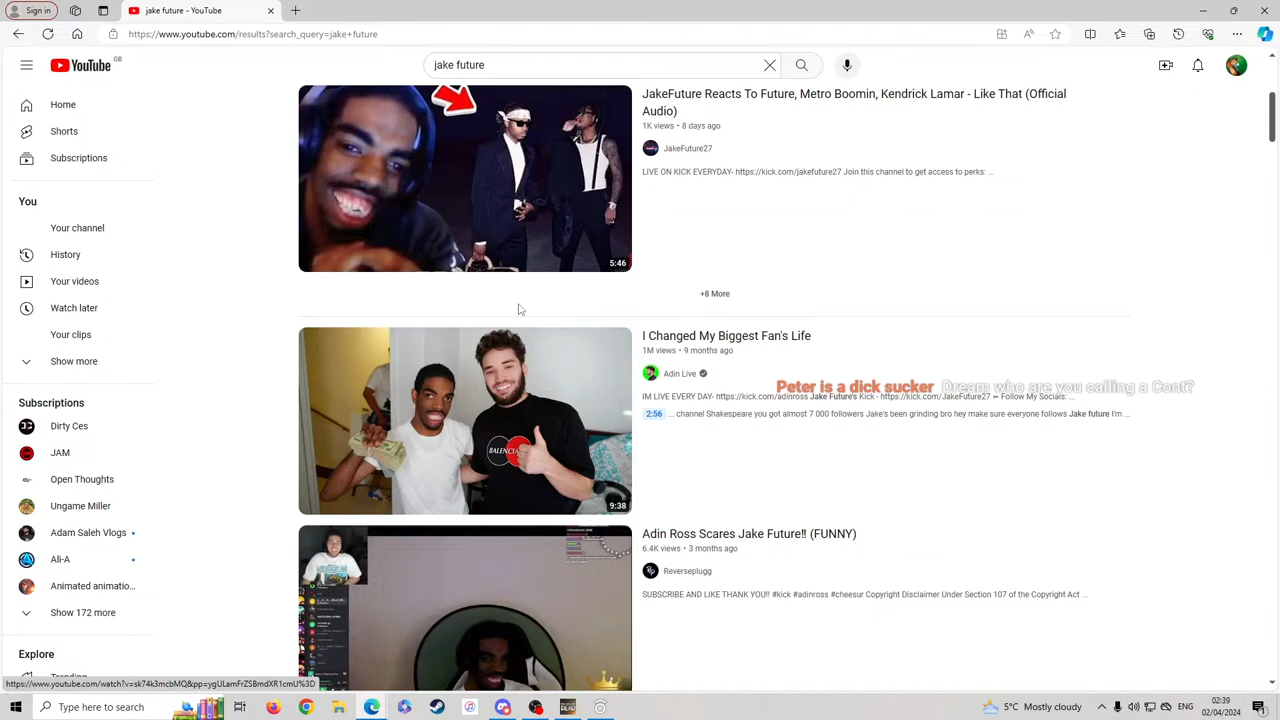 Sign in
jake future - YouTube
https://www.youtube.com/results?search_query=jake+future
YouTube GB
jake future
Home
Shorts
Subscriptions
You
Your channel
History
Your videos
Watch later
Your clips
Show more
Subscriptions
Dirty Ces
JAM
Open Thoughts
Ungame Miller
Adam Saleh Vlogs
Ali-A
Animated animatio...
Show 172 more
Explore
JakeFuture Reacts To Future, Metro Boomin, Kendrick Lamar - Like That (Official
Audio)
1K views • 8 days ago
JakeFuture27
LIVE ON KICK EVERYDAY- https://kick.com/jakefuture27 Join this channel to get access to perks: ...
5:46
+8 More
I Changed My Biggest Fan's Life
1M views • 9 months ago
Adin Live
Peter is a dick sucker Dream who are you calling a Cont?
IM LIVE EVERY DAY- https://kick.com/adinross Jake Future's Kick - https://kick.com/JakeFuture27 ➳ Follow My Socials: ...
2:56 ... channel Shakespeare you got almost 7 000 followers Jake's been grinding bro hey make sure everyone follows Jake future I'm ...
BALENCIA
9:38
Adin Ross Scares Jake Future!! (FUNNY)
6.4K views • 3 months ago
Reverseplugg
SUBSCRIBE AND LIKE THANK YOU!! #kick #adinross #cheesur Copyright Disclaimer Under Section 107 of the Copyright Act ...
https://www.youtube.com/watch?v=sk74k3mcbMQ&pp=ygULamFrZSBmdXR1cmU%3D
Type here to search
5°C Mostly cloudy
ENG
02:39
02/04/2024